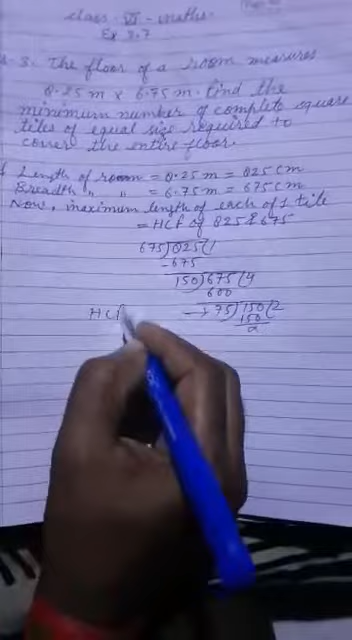 class - VI - maths.
Ex 3.7
3. The floor of a room measures
8.25 m x 6.75 m. find the
minimum number of complete square
tiles of equal size required to
cover the entire floor.
Length of room = 8.25m = 825 cm
Breadth " " = 6.75 m = 675 cm
Now, maximum length of each of 1 tile
= HCF of 825 & 675
675) 825 (1
-675
150) 675 (4
600
→ 75) 150 (2
150
0
HCF